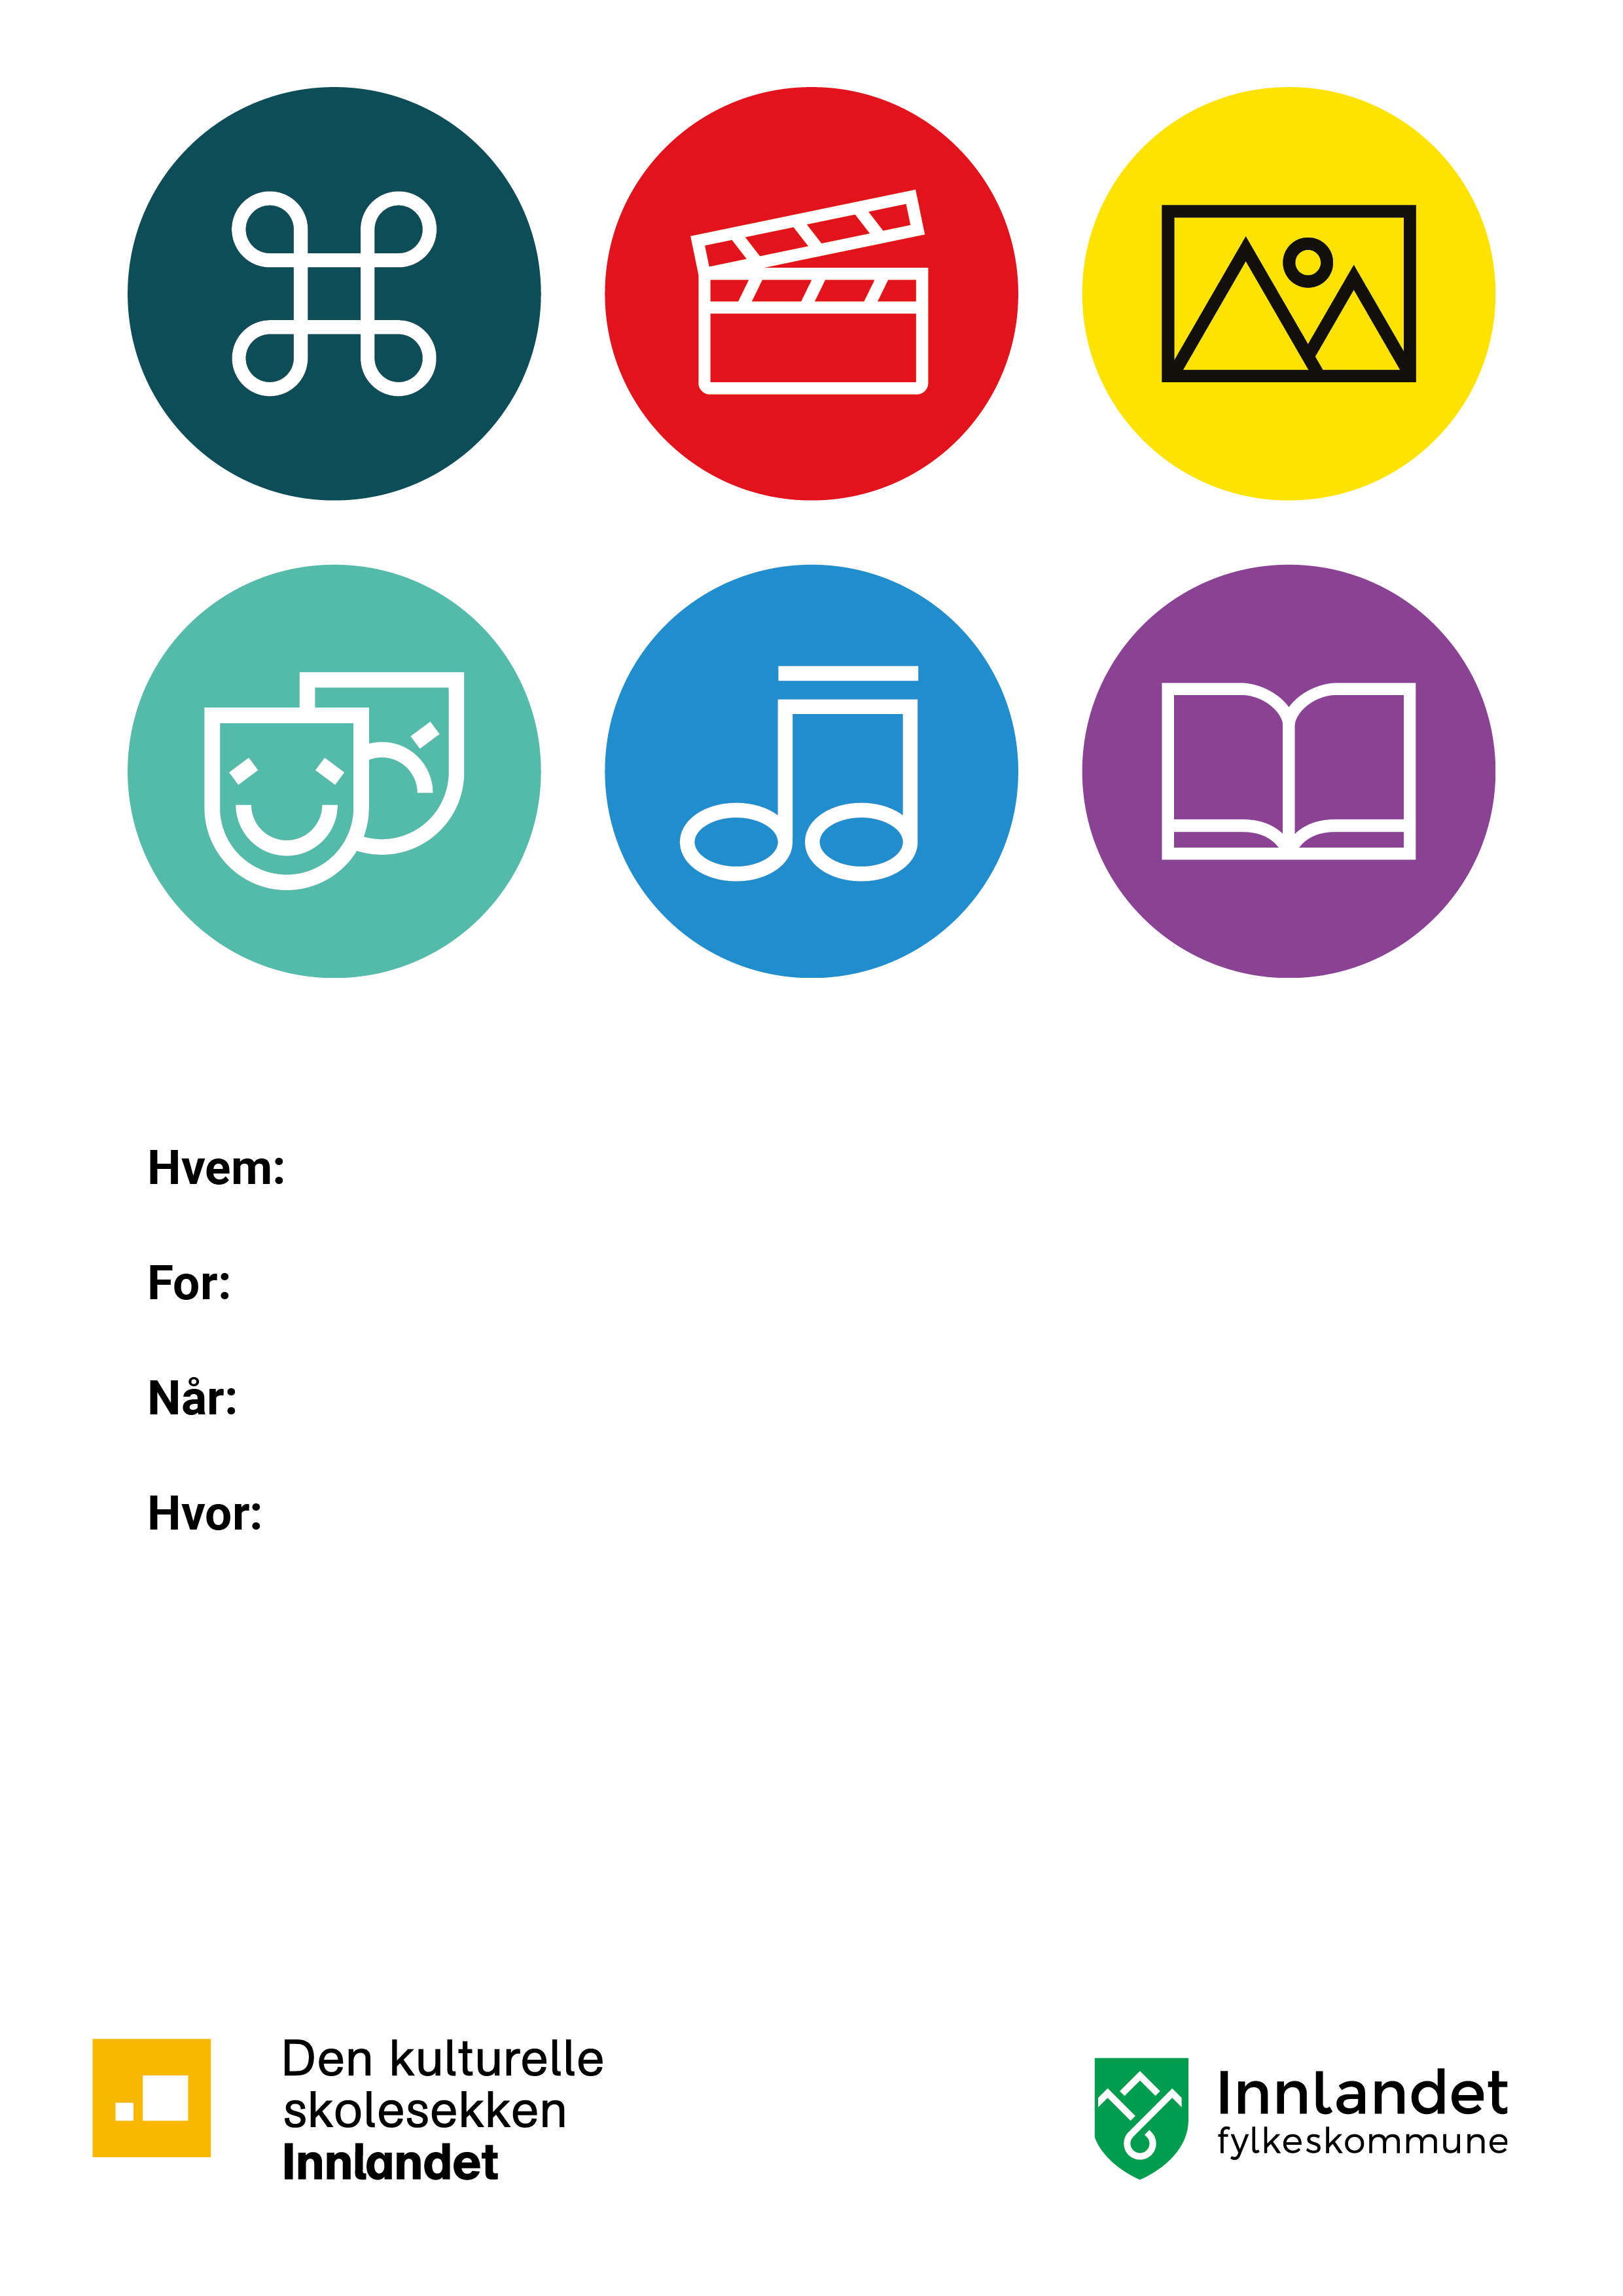 Hvem:
For:
Når:
Hvor:
Den kulturelle
skolesekken
Innlandet
Innlandet
fylkeskommune